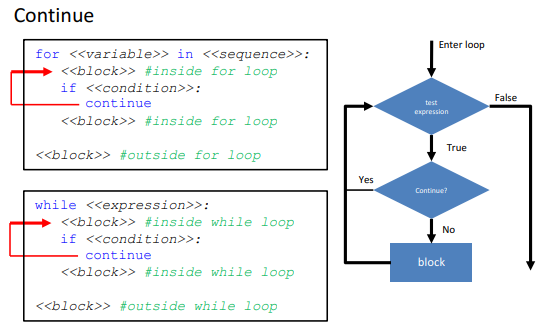 Continue
for <<variable>> in <<sequence>>:
<<block>> #inside for loop
if <<condition>>:
continue
<<block>> #inside for loop
<<block>> #outside for loop
while <<expression>>:
<<block>> #inside while loop
if <<condition>>:
continue
<<block>> #inside while loop
<<block>> #outside while loop
Enter loop
test
expression
False
True
Yes
Continue?
No
block